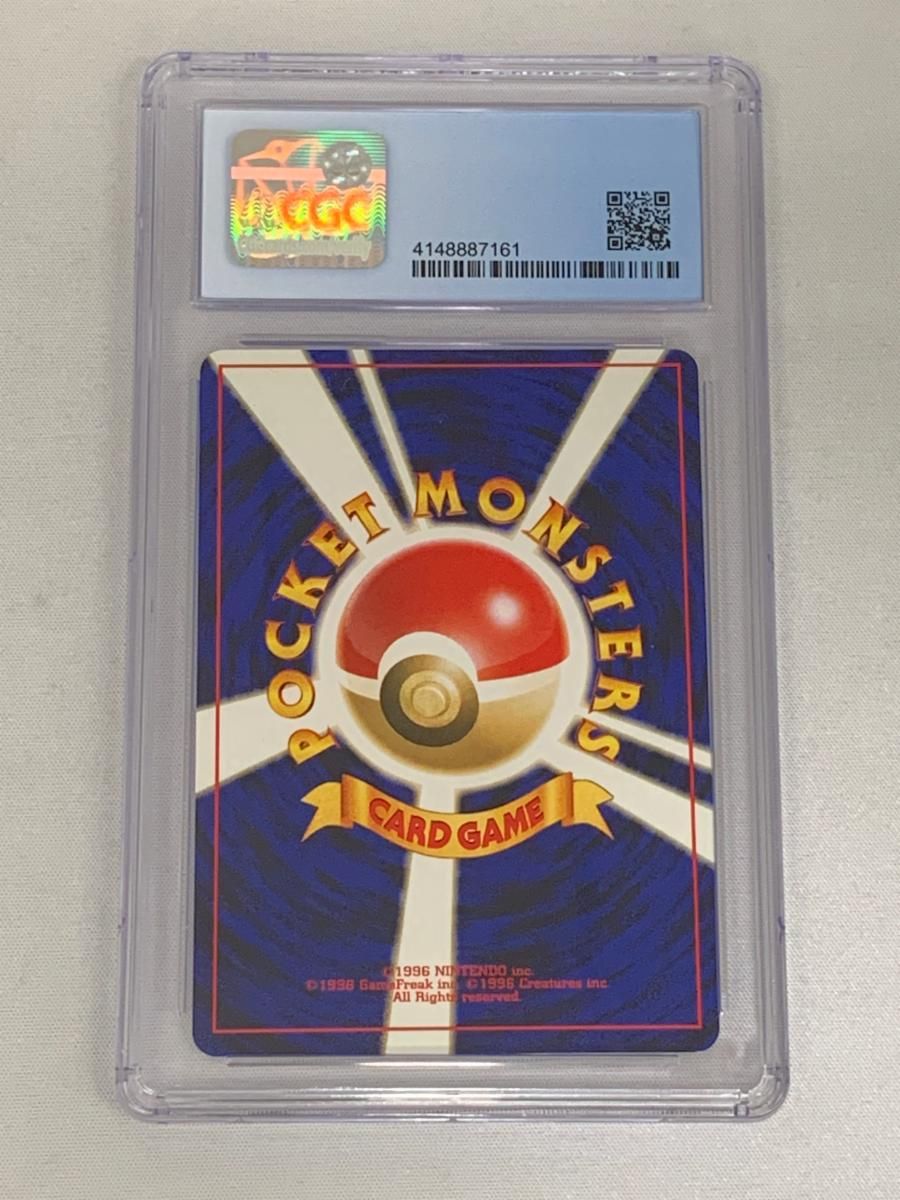 CGC
4148887161
POCKET MONSTERS
CARD GAME
©1996 NINTENDO inc.
©1996 GameFreak inc. ©1996 Creatures inc.
All Rights reserved.